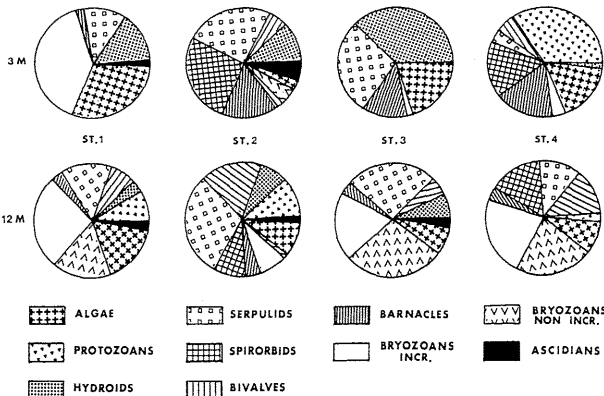 3 M
ST.1 ST.2 ST.3 ST.4
12 M
ALGAE SERPULIDS BARNACLES BRYOZOANS NON INCR.
PROTOZOANS SPIRORBIDS BRYOZOANS INCR. ASCIDIANS
HYDROIDS BIVALVES